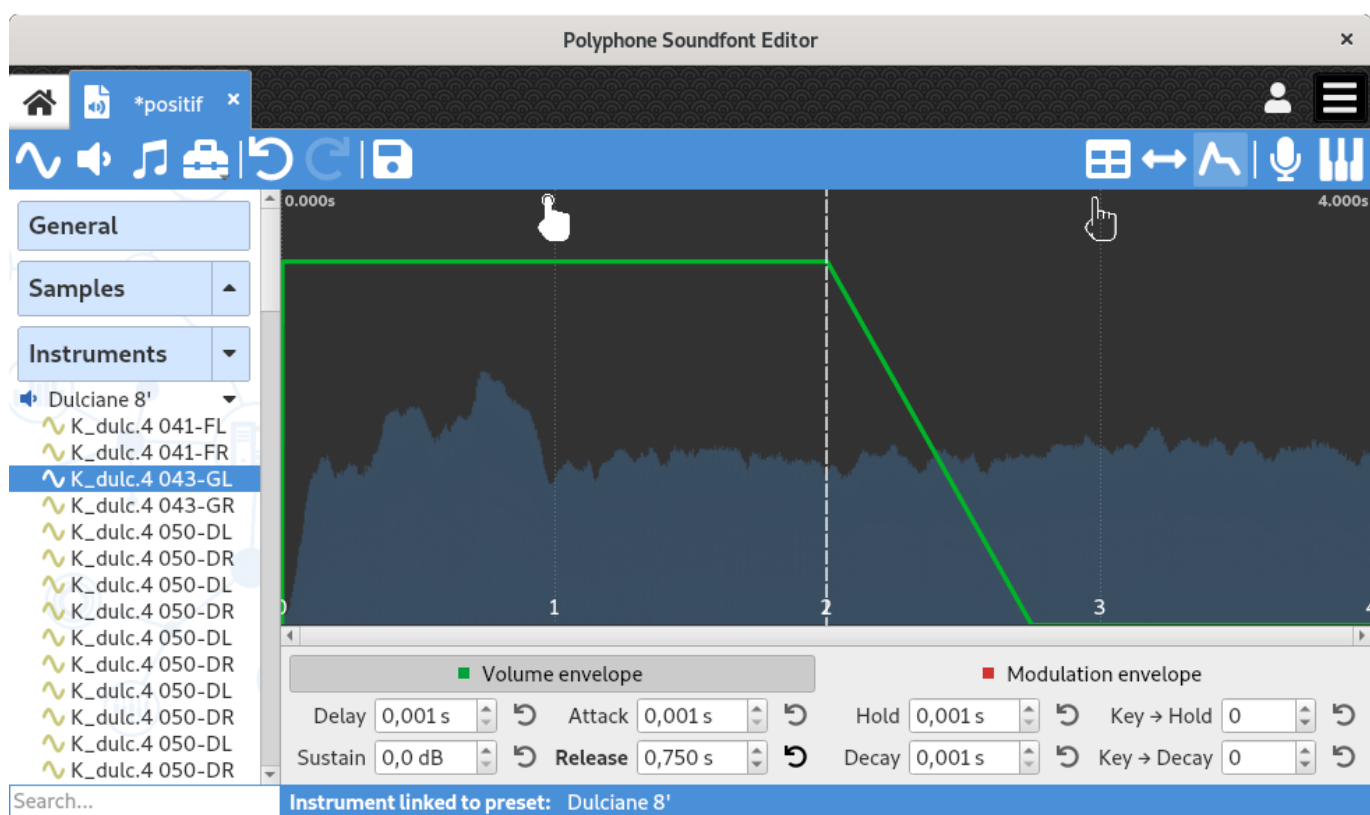 Polyphone Soundfont Editor
*positif
General
Samples
Instruments
Dulciane 8'
K_dulc.4 041-FL
K_dulc.4 041-FR
K_dulc.4 043-GL
K_dulc.4 043-GR
K_dulc.4 050-DL
K_dulc.4 050-DR
K_dulc.4 050-DL
K_dulc.4 050-DR
K_dulc.4 050-DL
K_dulc.4 050-DR
K_dulc.4 050-DL
K_dulc.4 050-DR
K_dulc.4 050-DL
K_dulc.4 050-DR
Search...
0.000s 4.000s
0 1 2 3 4
Volume envelope Modulation envelope
Delay 0,001 s Attack 0,001 s Hold 0,001 s Key → Hold 0
Sustain 0,0 dB Release 0,750 s Decay 0,001 s Key → Decay 0
Instrument linked to preset: Dulciane 8'